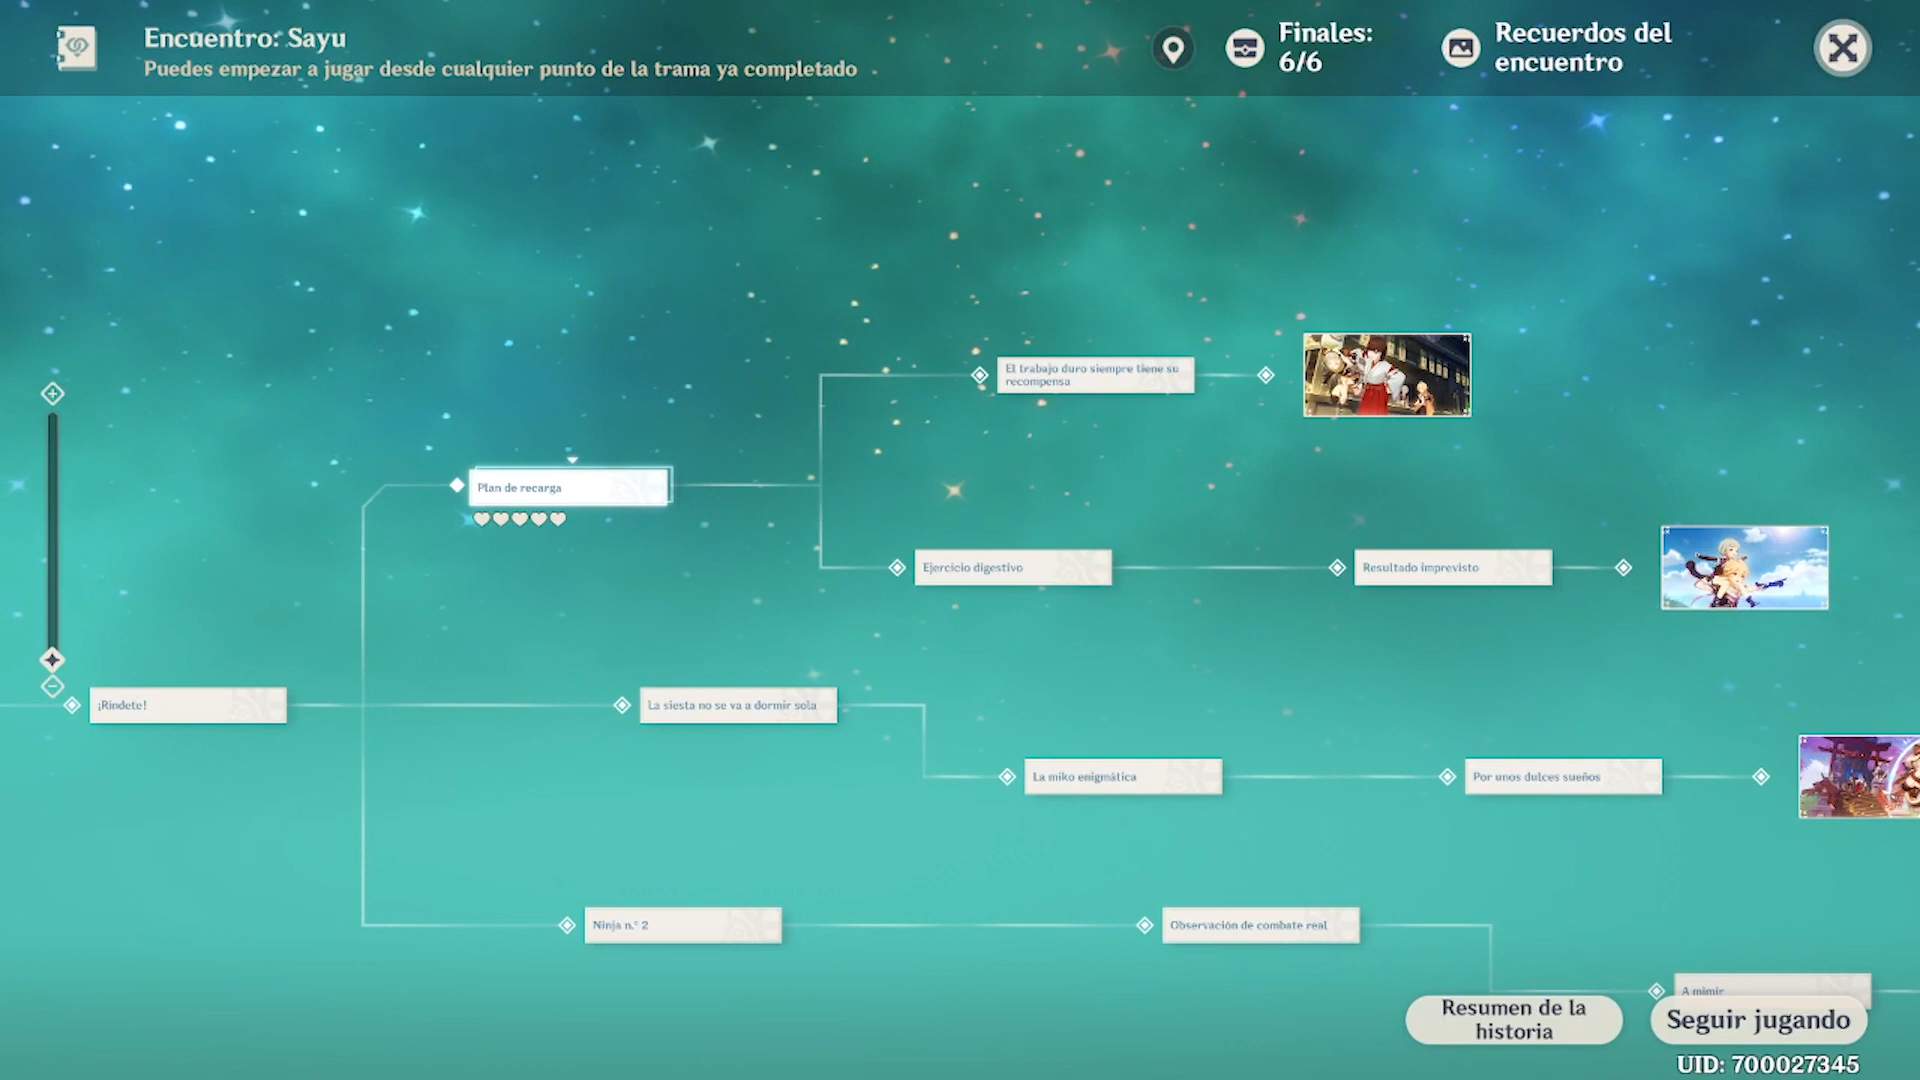 Encuentro: Sayu
Puedes empezar a jugar desde cualquier punto de la trama ya completado
Finales:
6/6
Recuerdos del
encuentro
El trabajo duro siempre tiene su
recompensa
Plan de recarga
Ejercicio digestivo
Resultado imprevisto
¡Ríndete!
La siesta no se va a dormir sola
La miko enigmática
Por unos dulces sueños
Ninja n.º 2
Observación de combate real
A mimir
Resumen de la
historia
Seguir jugando
UID: 700027345